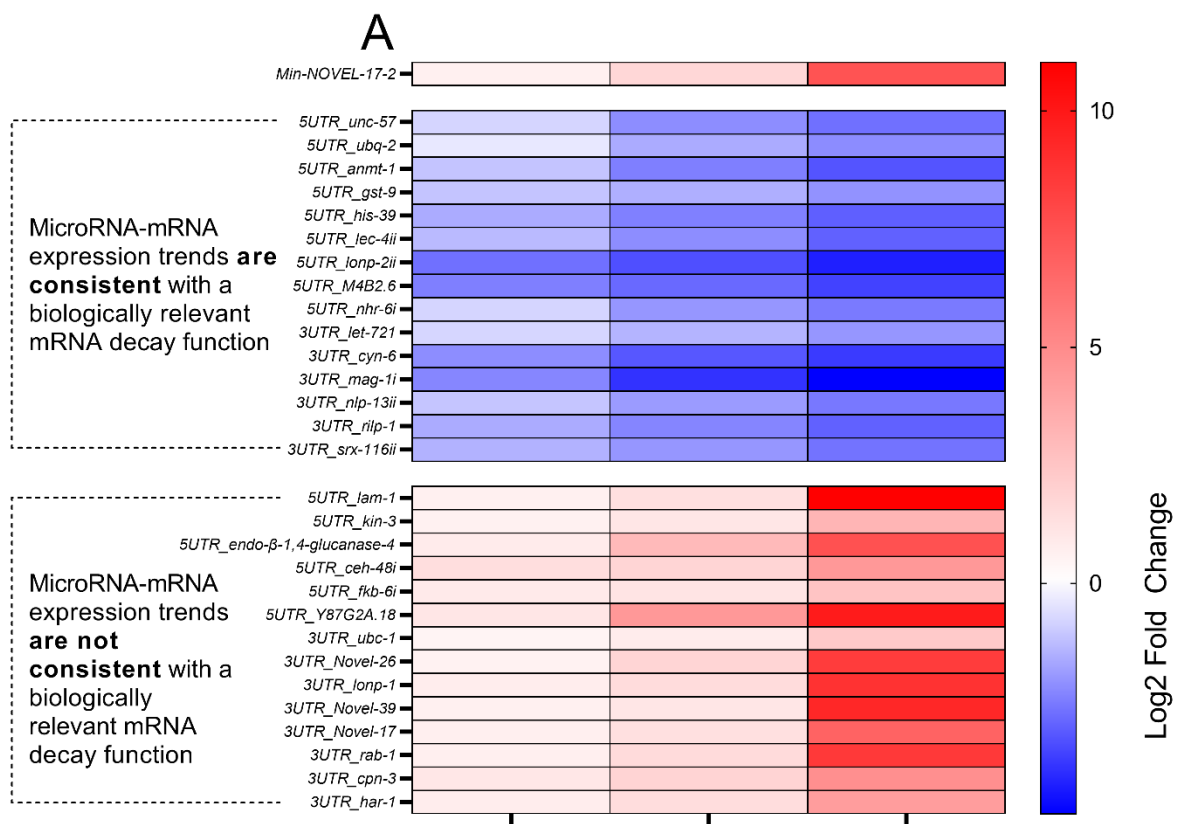 A
Min-NOVEL-17-2
5UTR_unc-57
5UTR_ubq-2
5UTR_anmt-1
5UTR_gst-9
5UTR_his-39
5UTR_lec-4ii
5UTR_lonp-2ii
5UTR_M4B2.6
5UTR_nhr-6i
3UTR_let-721
3UTR_cyn-6
3UTR_mag-1i
3UTR_nlp-13ii
3UTR_rilp-1
3UTR_srx-116ii
MicroRNA-mRNA
expression trends are
consistent with a
biologically relevant
mRNA decay function
5UTR_lam-1
5UTR_kin-3
5UTR_endo-β-1,4-glucanase-4
5UTR_ceh-48i
5UTR_fkb-6i
5UTR_Y87G2A.18
3UTR_ubc-1
3UTR_Novel-26
3UTR_lonp-1
3UTR_Novel-39
3UTR_Novel-17
3UTR_rab-1
3UTR_cpn-3
3UTR_har-1
MicroRNA-mRNA
expression trends
are not
consistent with a
biologically
relevant mRNA
decay function
10
5
0
Log2 Fold Change